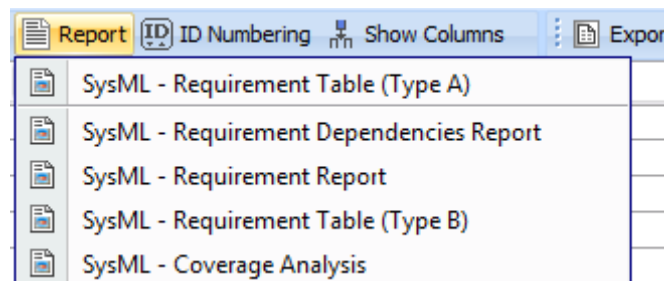 Report ID ID Numbering Show Columns Expor
SysML - Requirement Table (Type A)
SysML - Requirement Dependencies Report
SysML - Requirement Report
SysML - Requirement Table (Type B)
SysML - Coverage Analysis